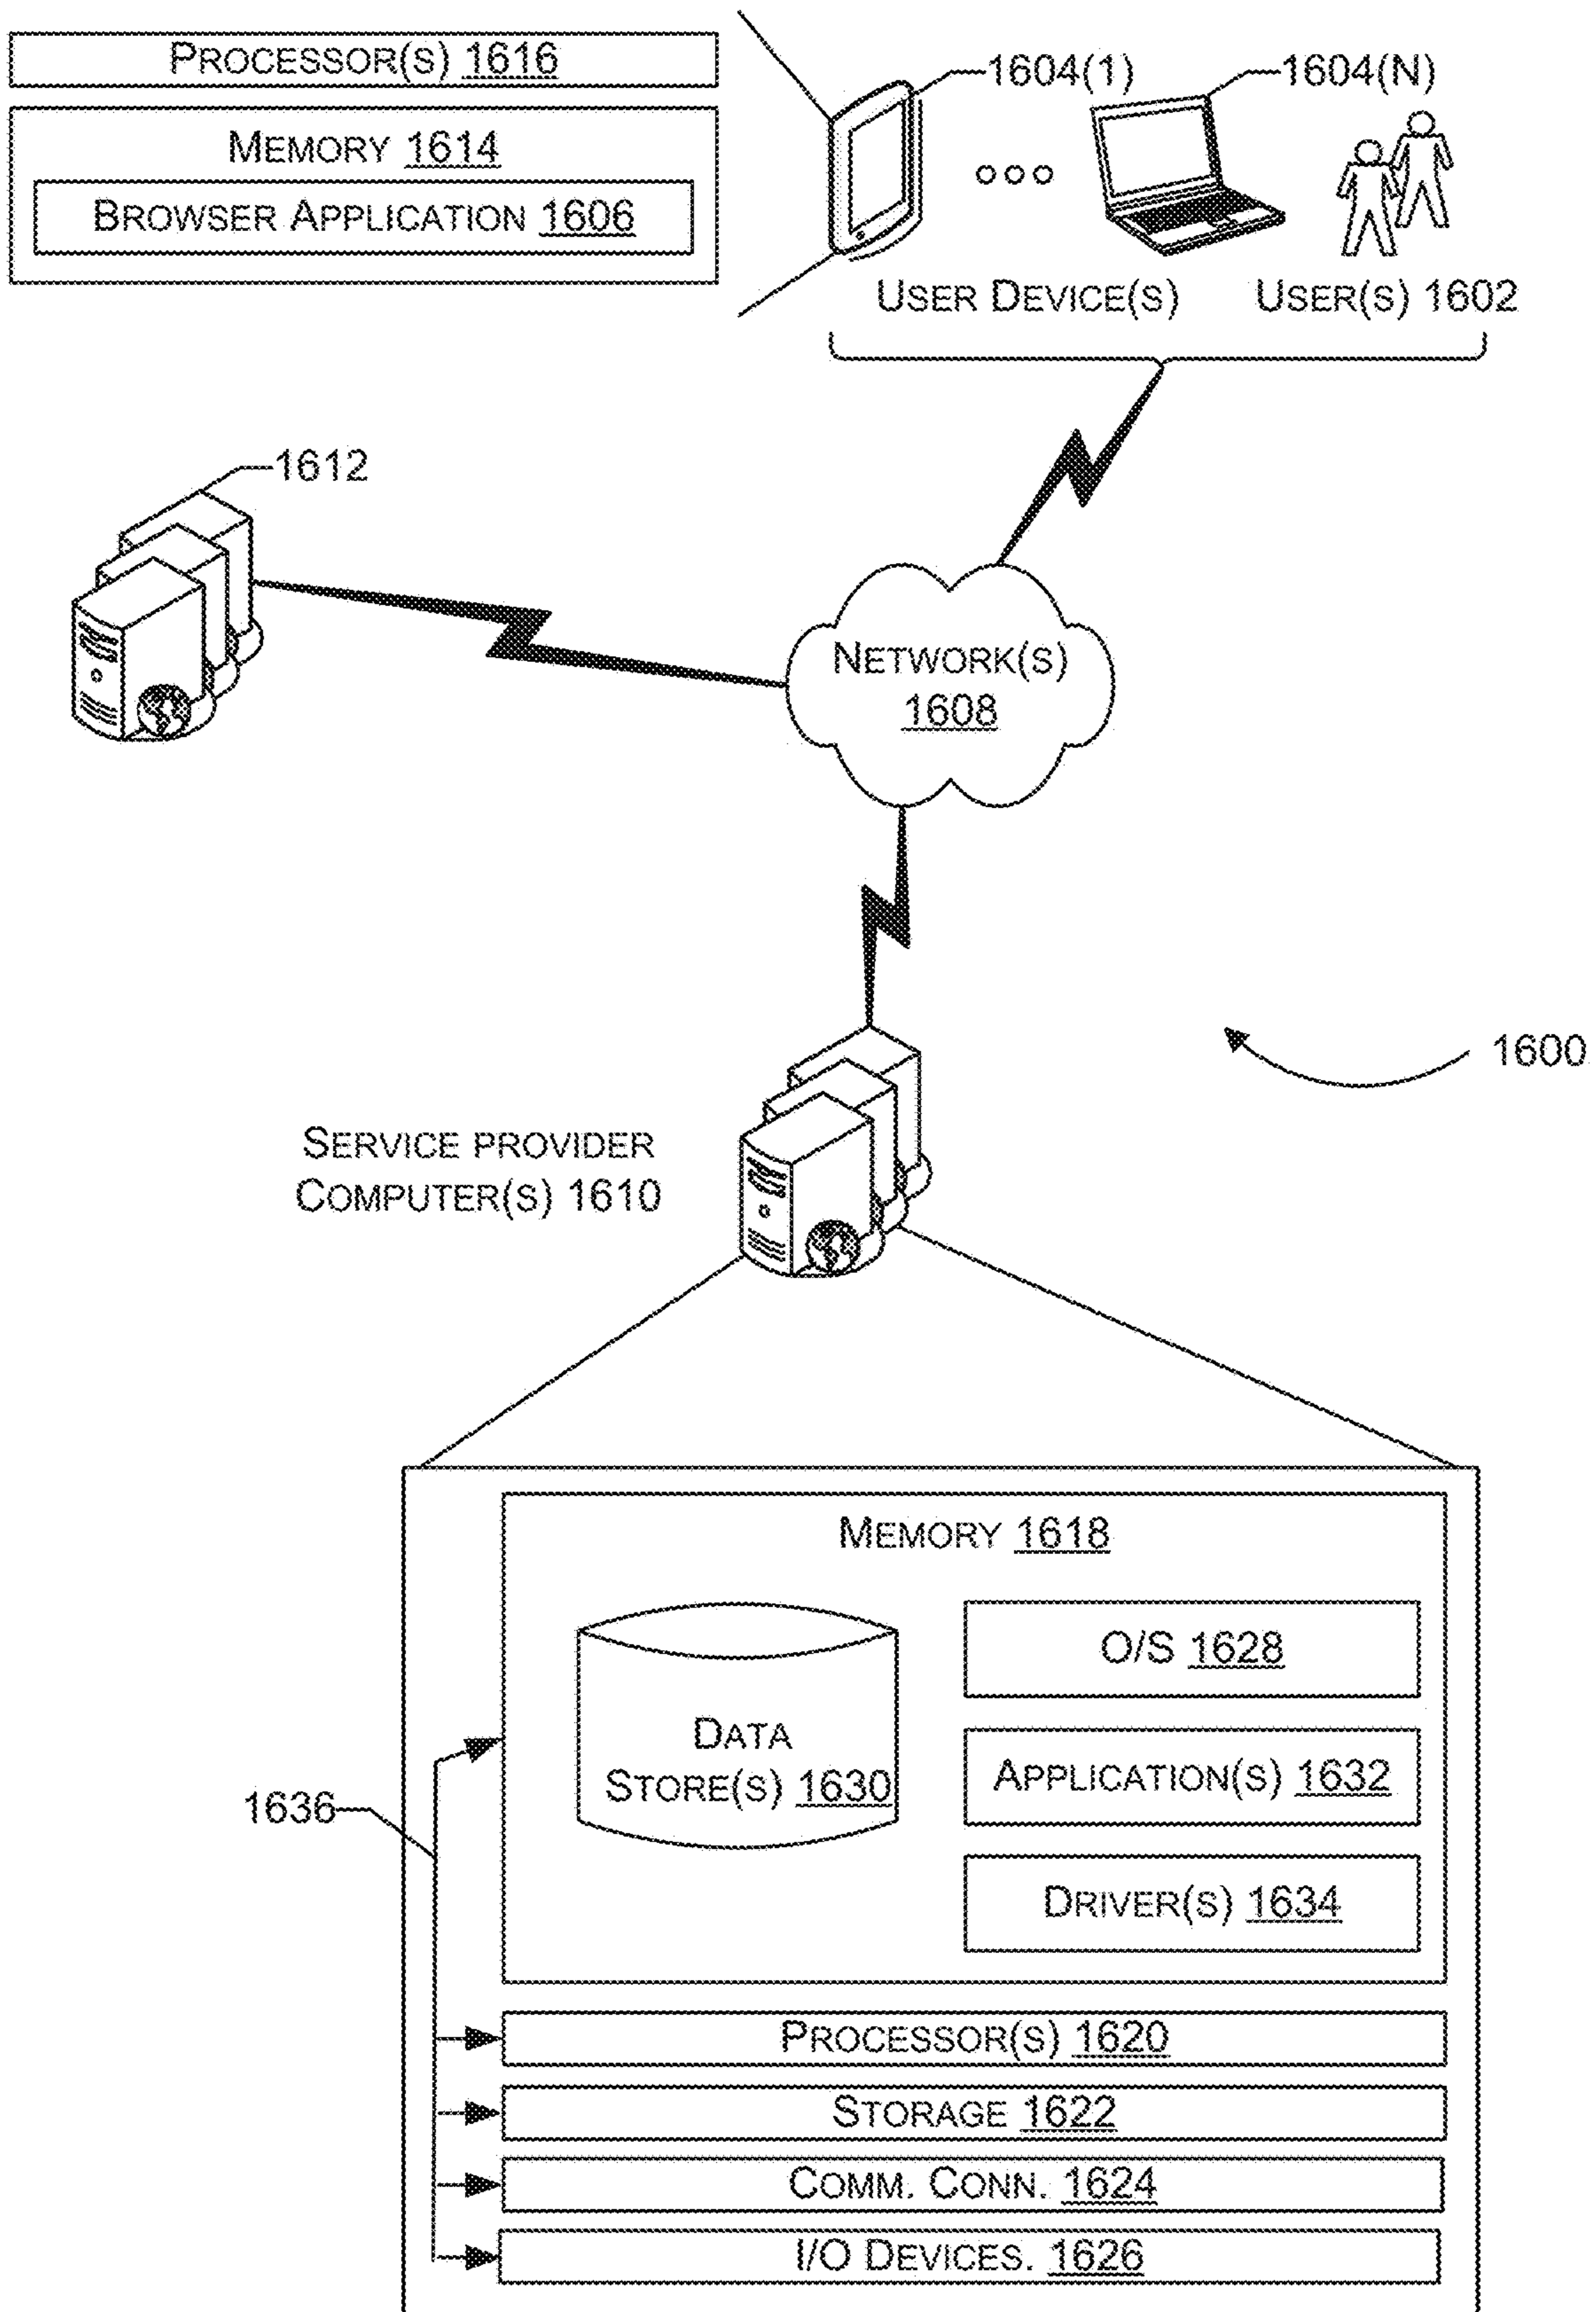 PROCESSOR(S) 1616
MEMORY 1614
BROWSER APPLICATION 1606
1604(1)
1604(N)
USER DEVICE(S)
USER(S) 1602
1612
NETWORK(S)
1608
1600
SERVICE PROVIDER
COMPUTER(S) 1610
MEMORY 1618
DATA
STORE(S) 1630
O/S 1628
APPLICATION(S) 1632
DRIVER(S) 1634
1636
PROCESSOR(S) 1620
STORAGE 1622
COMM. CONN. 1624
I/O DEVICES. 1626